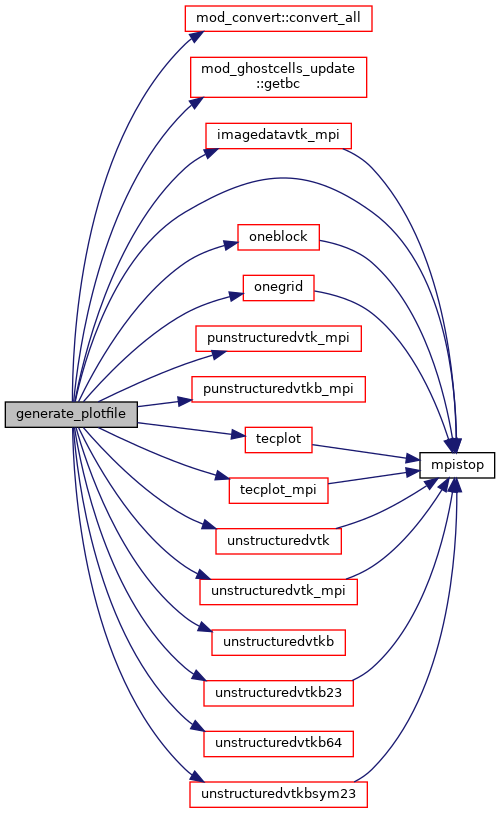 mod_convert::convert_all
mod_ghostcells_update
::getbc
imagedatavtk_mpi
oneblock
onegrid
punstructuredvtk_mpi
punstructuredvtkb_mpi
generate_plotfile
tecplot
mpistop
tecplot_mpi
unstructuredvtk
unstructuredvtk_mpi
unstructuredvtkb
unstructuredvtkb23
unstructuredvtkb64
unstructuredvtkbsym23